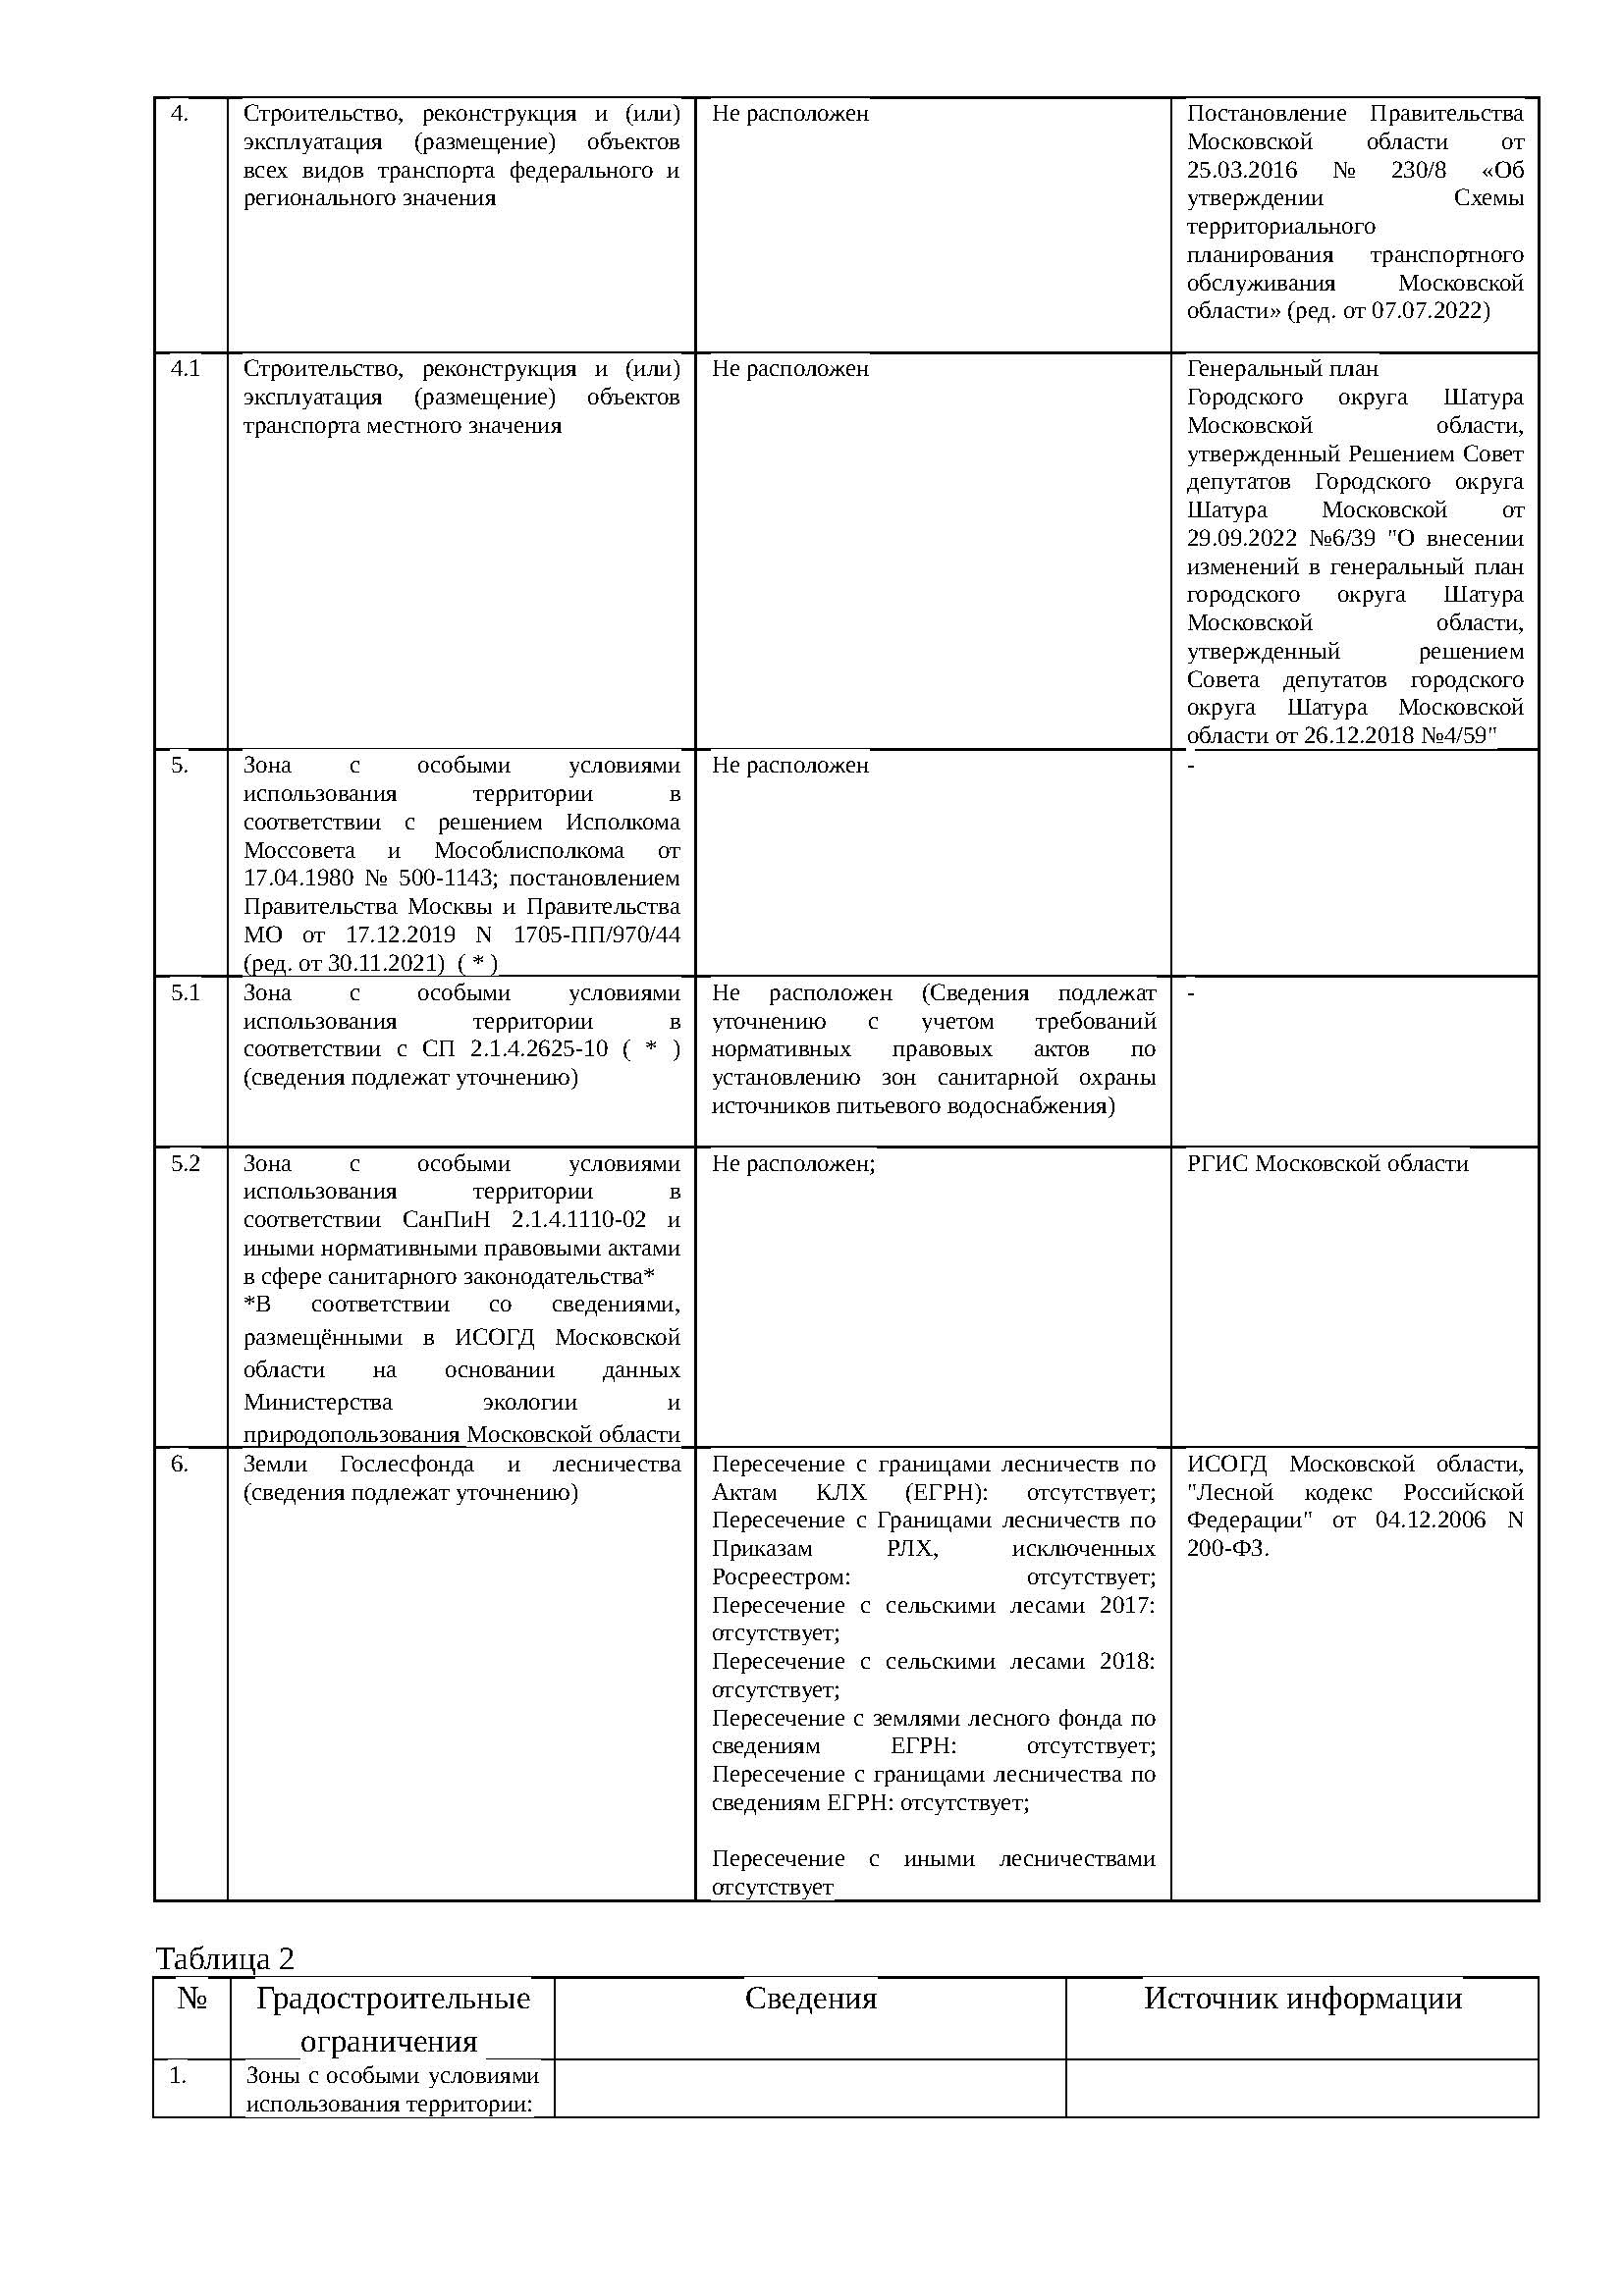 4.
Строительство, реконструкция и (или)
эксплуатация (размещение) объектов
всех видов транспорта федерального и
регионального значения
Не расположен
Постановление Правительства
Московской области от
25.03.2016 № 230/8 «Об
утверждении Схемы
территориального
планирования транспортного
обслуживания Московской
области» (ред. от 07.07.2022)
4.1
Строительство, реконструкция и (или)
эксплуатация (размещение) объектов
транспорта местного значения
Не расположен
Генеральный план
Городского округа Шатура
Московской области,
утвержденный Решением Совет
депутатов Городского округа
Шатура Московской от
29.09.2022 №6/39 "О внесении
изменений в генеральный план
городского округа Шатура
Московской области,
утвержденный решением
Совета депутатов городского
округа Шатура Московской
области от 26.12.2018 №4/59"
5.
Зона с особыми условиями
использования территории в
соответствии с решением Исполкома
Моссовета и Мособлисполкома от
17.04.1980 № 500-1143; постановлением
Правительства Москвы и Правительства
МО от 17.12.2019 N 1705-ПП/970/44
(ред. от 30.11.2021) ( * )
Не расположен
-
5.1
Зона с особыми условиями
использования территории в
соответствии с СП 2.1.4.2625-10 ( * )
(сведения подлежат уточнению)
Не расположен (Сведения подлежат
уточнению с учетом требований
нормативных правовых актов по
установлению зон санитарной охраны
источников питьевого водоснабжения)
-
5.2
Зона с особыми условиями
использования территории в
соответствии СанПиН 2.1.4.1110-02 и
иными нормативными правовыми актами
в сфере санитарного законодательства*
*В соответствии со сведениями,
размещёнными в ИСОГД Московской
области на основании данных
Министерства экологии и
природопользования Московской области
Не расположен;
РГИС Московской области
6.
Земли Гослесфонда и лесничества
(сведения подлежат уточнению)
Пересечение с границами лесничеств по
Актам КЛХ (ЕГРН): отсутствует;
Пересечение с Границами лесничеств по
Приказам РЛХ, исключенных
Росреестром: отсутствует;
Пересечение с сельскими лесами 2017:
отсутствует;
Пересечение с сельскими лесами 2018:
отсутствует;
Пересечение с землями лесного фонда по
сведениям ЕГРН: отсутствует;
Пересечение с границами лесничества по
сведениям ЕГРН: отсутствует;
Пересечение с иными лесничествами
отсутствует
ИСОГД Московской области,
"Лесной кодекс Российской
Федерации" от 04.12.2006 N
200-ФЗ.
Таблица 2
№
Градостроительные
ограничения
Сведения
Источник информации
1.
Зоны с особыми условиями
использования территории: